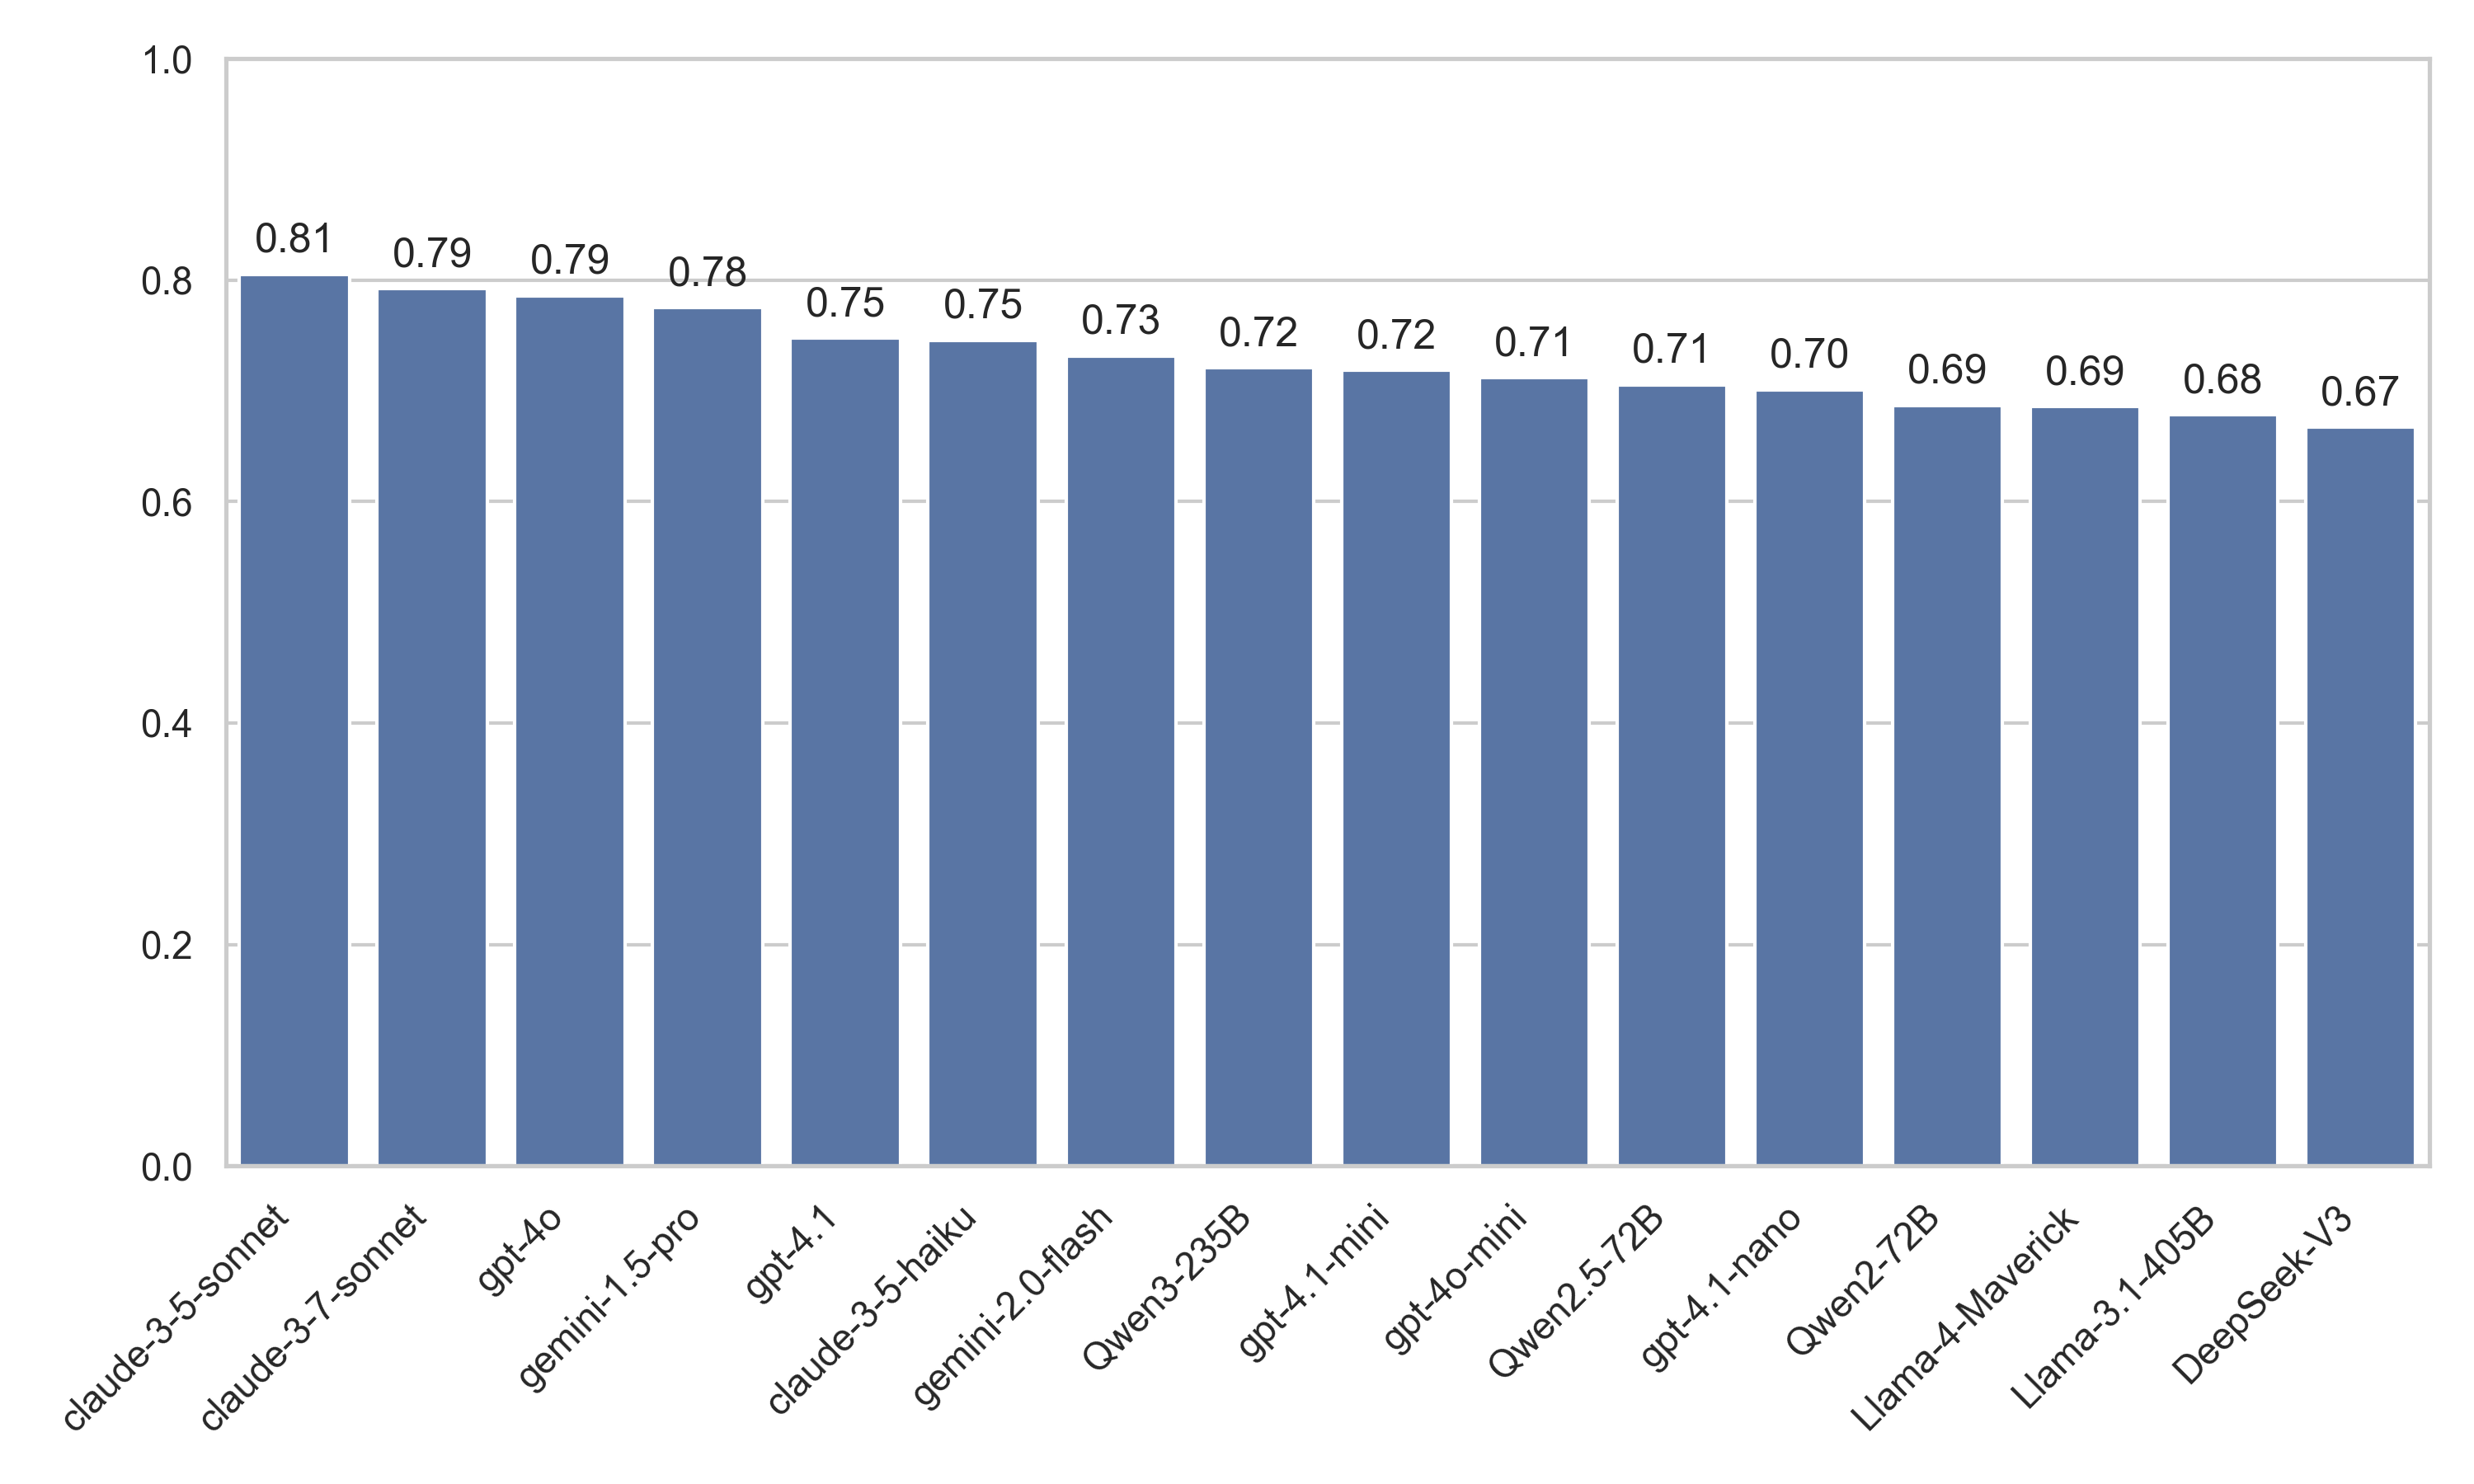 1.0
0.8
0.6
0.4
0.2
0.0
0.81
0.79
0.79
0.78
0.75
0.75
0.73
0.72
0.72
0.71
0.71
0.70
0.69
0.69
0.68
0.67
claude-3-5-sonnet
claude-3-7-sonnet
gpt-4o
gemini-1.5-pro
gpt-4.1
claude-3-5-haiku
gemini-2.0-flash
Qwen3-235B
gpt-4.1-mini
gpt-4o-mini
Qwen2.5-72B
gpt-4.1-nano
Qwen2-72B
Llama-4-Maverick
Llama-3.1-405B
DeepSeek-V3